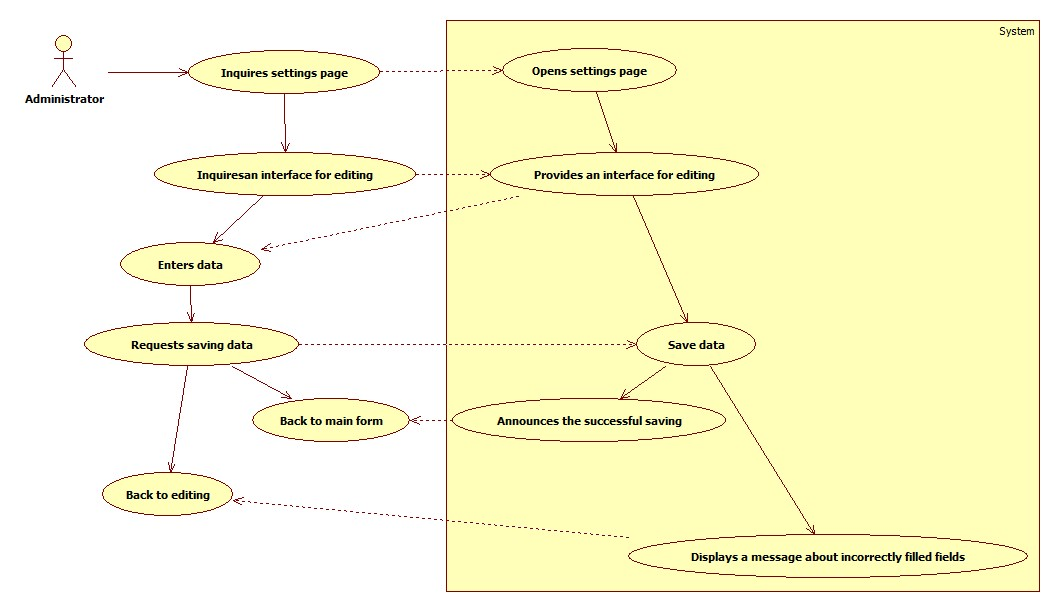 System
Administrator
Inquires settings page
Opens settings page
Inquiresan interface for editing
Provides an interface for editing
Enters data
Requests saving data
Save data
Back to main form
Announces the successful saving
Back to editing
Displays a message about incorrectly filled fields